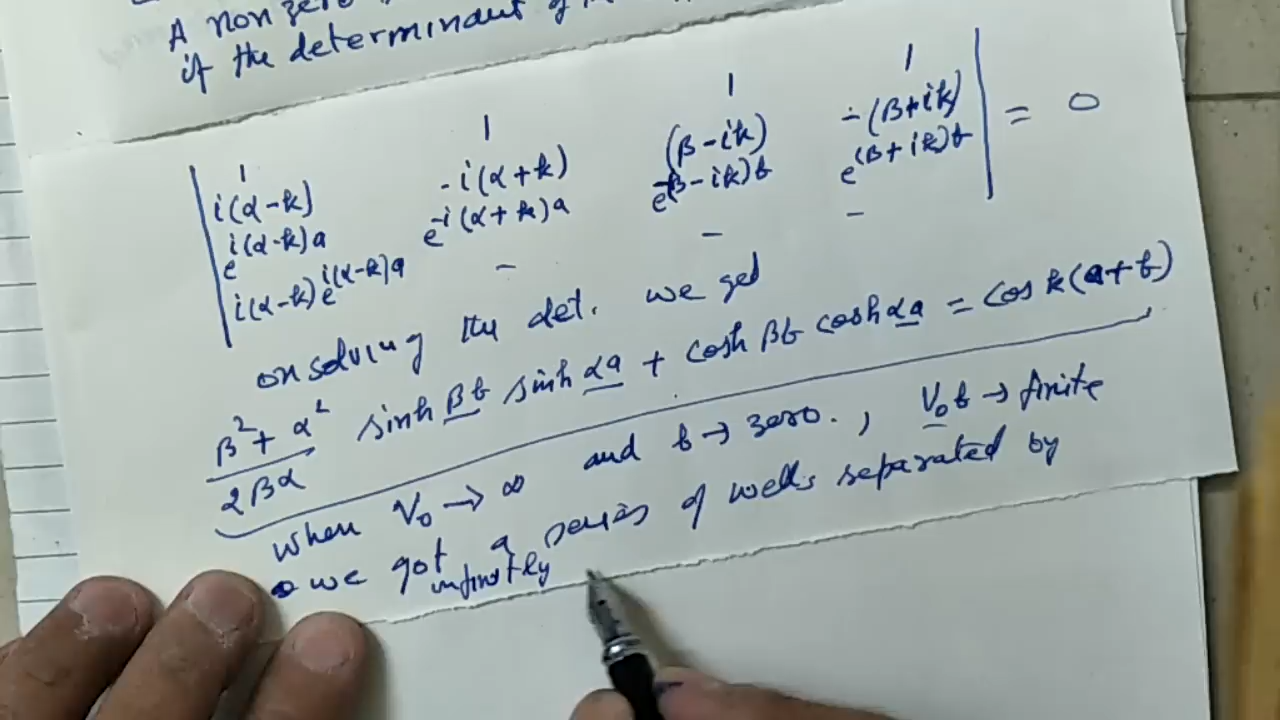 A non zero
if the determinant of
| 1 1 1 1 |
| i(α-k) -i(α+k) (β-ik) -(β+ik) | = 0
| e^i(α-k)a e^-i(α+k)a e^-(β-ik)b e^(β+ik)b |
| i(α-k)e^i(α-k)a - - - |
on solving the det. we get
β²+α²/2βα sinh βb sinh αa + cosh βb cosh αa = cos k(a+b)
when V₀→∞ and b→zero., V₀b→finite
we got a series of wells separated by
infinitly